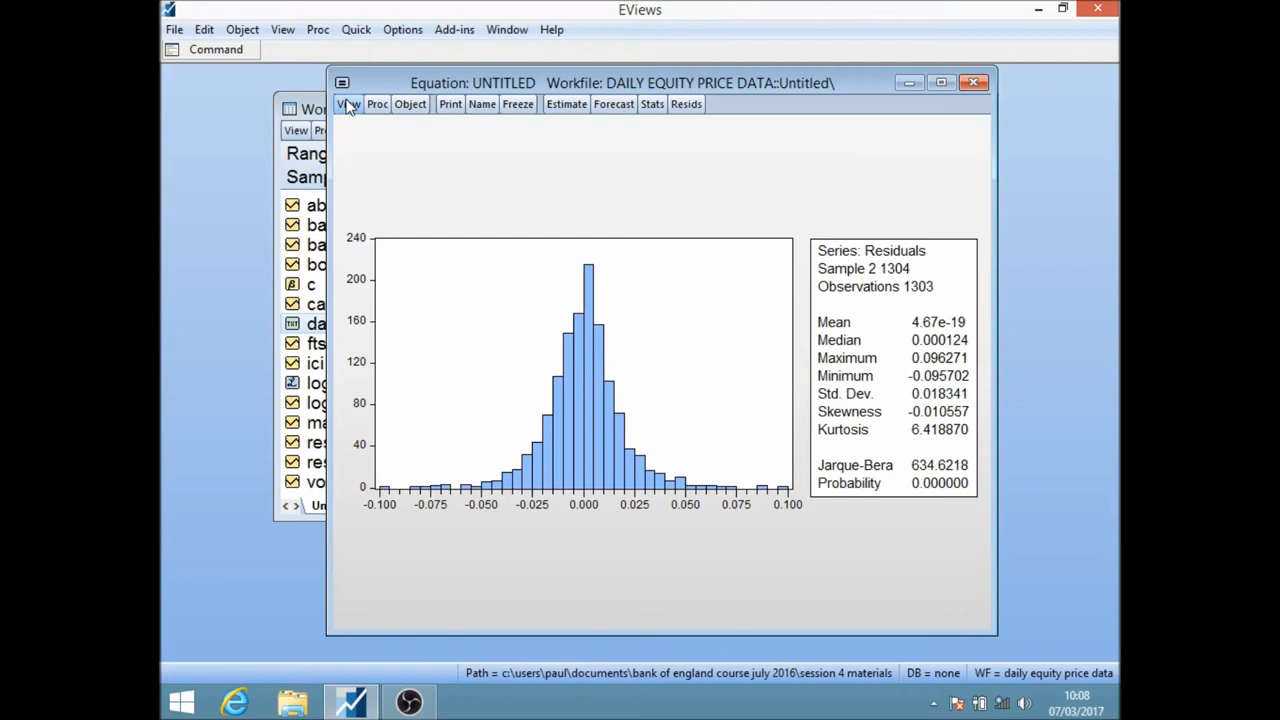 EViews
File Edit Object View Proc Quick Options Add-ins Window Help
Command
Equation: UNTITLED Workfile: DAILY EQUITY PRICE DATA::Untitled\
View Proc Object Print Name Freeze Estimate Forecast Stats Resids
Wor
View Pr
Rang
Samp
ab
ba
ba
bo
c
ca
da
fts
ici
log
log
ma
res
res
vo
Un
240
200
160
120
80
40
0
-0.100 -0.075 -0.050 -0.025 0.000 0.025 0.050 0.075 0.100
Series: Residuals
Sample 2 1304
Observations 1303
Mean 4.67e-19
Median 0.000124
Maximum 0.096271
Minimum -0.095702
Std. Dev. 0.018341
Skewness -0.010557
Kurtosis 6.418870
Jarque-Bera 634.6218
Probability 0.000000
Path = c:\users\paul\documents\bank of england course july 2016\session 4 materials DB = none WF = daily equity price data
10:08
07/03/2017